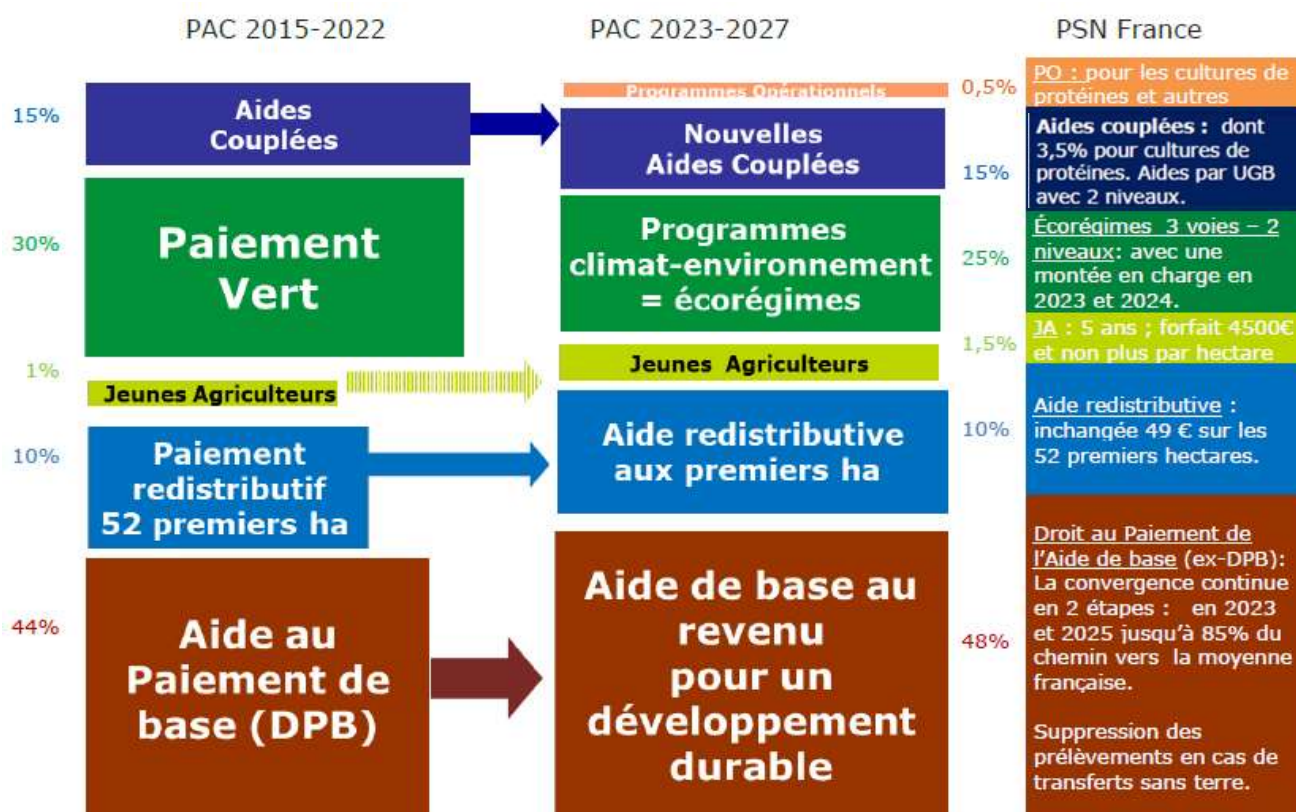 PAC 2015-2022
PAC 2023-2027
PSN France
15%
Aides
Couplées
30%
Paiement
Vert
1%
Jeunes Agriculteurs
10%
Paiement
redistributif
52 premiers ha
44%
Aide au
Paiement de
base (DPB)
Programmes Opérationnels
Nouvelles
Aides Couplées
Programmes
climat-environnement
= écorégimes
Jeunes Agriculteurs
Aide redistributive
aux premiers ha
Aide de base au
revenu
pour un
développement
durable
0,5%
15%
25%
1,5%
10%
48%
PO : pour les cultures de
protéines et autres
Aides couplées : dont
3,5% pour cultures de
protéines. Aides par UGB
avec 2 niveaux.
Écorégimes 3 voies – 2
niveaux: avec une
montée en charge en
2023 et 2024.
JA : 5 ans ; forfait 4500€
et non plus par hectare
Aide redistributive :
inchangée 49 € sur les
52 premiers hectares.
Droit au Paiement de
l'Aide de base (ex-DPB):
La convergence continue
en 2 étapes : en 2023
et 2025 jusqu'à 85% du
chemin vers la moyenne
française.
Suppression des
prélèvements en cas de
transferts sans terre.